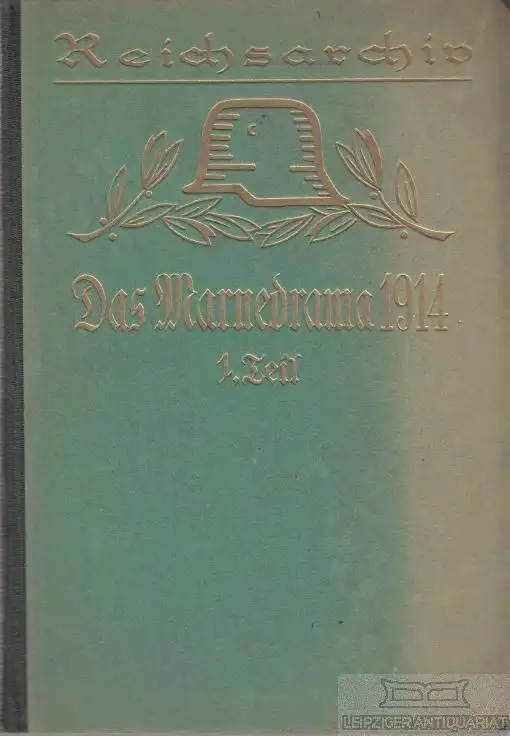 Reichsarchiv
Das Marnedrama 1914
1. Teil
LEIPZIGER ANTIQUARIAT